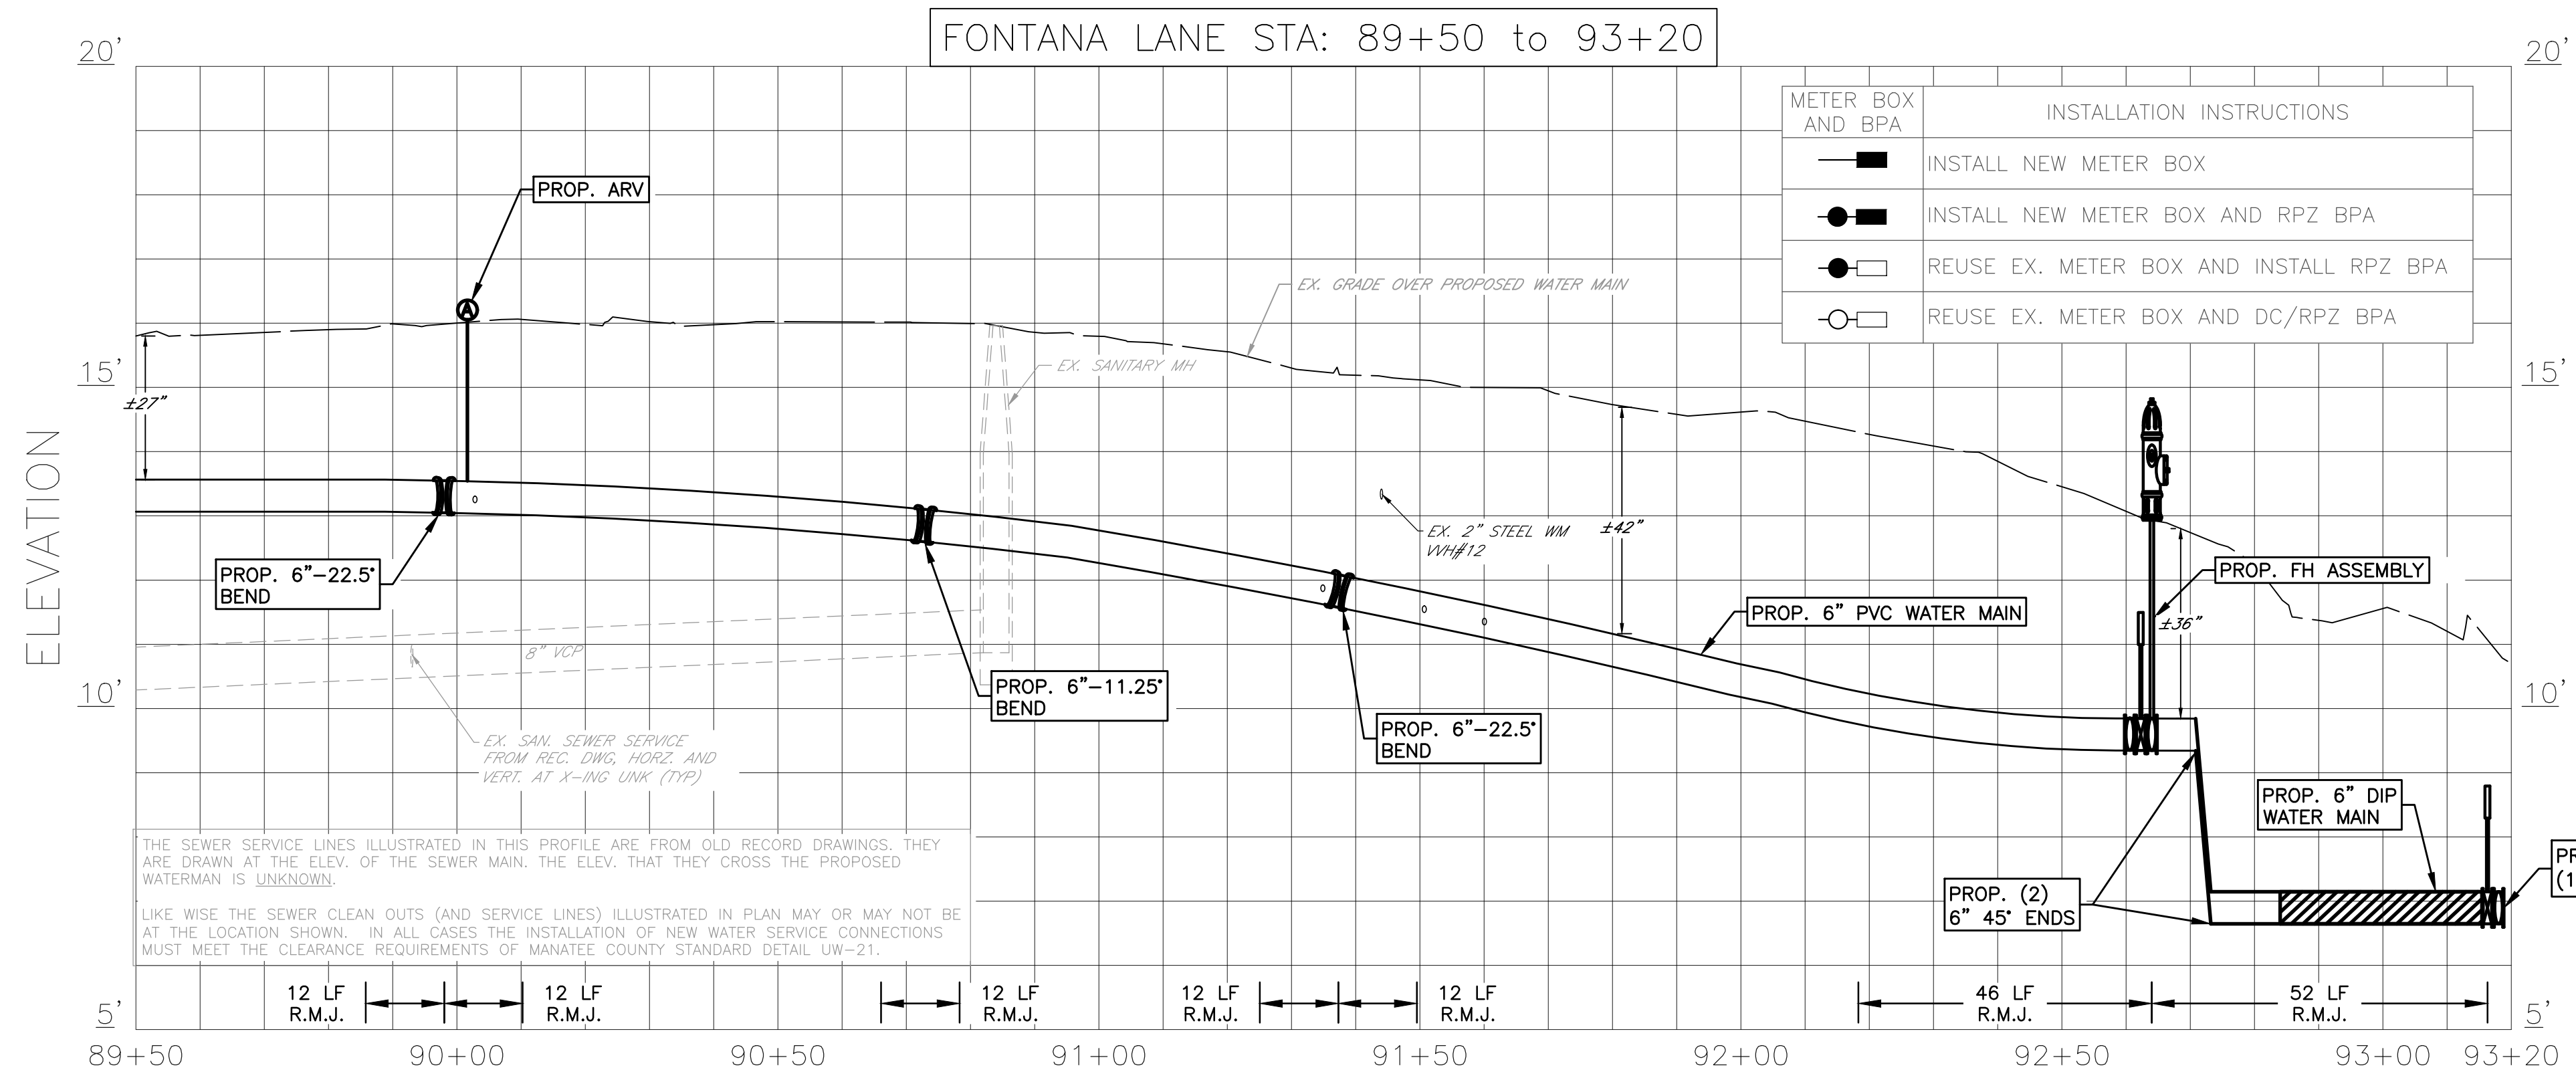 FONTANA LANE STA: 89+50 to 93+20
20'
20'
METER BOX
AND BPA
INSTALLATION INSTRUCTIONS
INSTALL NEW METER BOX
INSTALL NEW METER BOX AND RPZ BPA
REUSE EX. METER BOX AND INSTALL RPZ BPA
REUSE EX. METER BOX AND DC/RPZ BPA
PROP. ARV
A
EX. GRADE OVER PROPOSED WATER MAIN
EX. SANITARY MH
15'
15'
±27"
ELEVATION
EX. 2" STEEL WM
VVH#12
±42"
PROP. 6"-22.5°
BEND
PROP. FH ASSEMBLY
PROP. 6" PVC WATER MAIN
±36"
8" VCP
PROP. 6"-11.25°
BEND
10'
10'
PROP. 6"-22.5°
BEND
EX. SAN. SEWER SERVICE
FROM REC. DWG, HORZ. AND
VERT. AT X-ING UNK (TYP)
PROP. 6" DIP
WATER MAIN
THE SEWER SERVICE LINES ILLUSTRATED IN THIS PROFILE ARE FROM OLD RECORD DRAWINGS. THEY
ARE DRAWN AT THE ELEV. OF THE SEWER MAIN. THE ELEV. THAT THEY CROSS THE PROPOSED
WATERMAN IS UNKNOWN.
LIKE WISE THE SEWER CLEAN OUTS (AND SERVICE LINES) ILLUSTRATED IN PLAN MAY OR MAY NOT BE
AT THE LOCATION SHOWN. IN ALL CASES THE INSTALLATION OF NEW WATER SERVICE CONNECTIONS
MUST MEET THE CLEARANCE REQUIREMENTS OF MANATEE COUNTY STANDARD DETAIL UW-21.
PROP. (2)
6" 45° ENDS
12 LF
R.M.J.
12 LF
R.M.J.
12 LF
R.M.J.
12 LF
R.M.J.
12 LF
R.M.J.
46 LF
R.M.J.
52 LF
R.M.J.
5'
5'
89+50
90+00
90+50
91+00
91+50
92+00
92+50
93+00
93+20